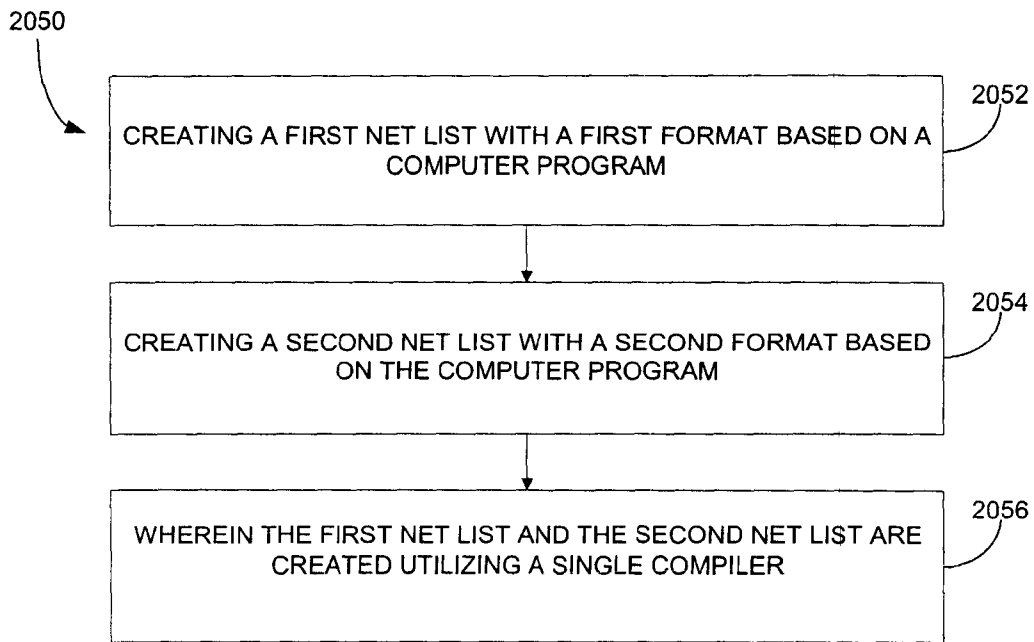 2050
2052
CREATING A FIRST NET LIST WITH A FIRST FORMAT BASED ON A
COMPUTER PROGRAM
2054
CREATING A SECOND NET LIST WITH A SECOND FORMAT BASED
ON THE COMPUTER PROGRAM
2056
WHEREIN THE FIRST NET LIST AND THE SECOND NET LIST ARE
CREATED UTILIZING A SINGLE COMPILER